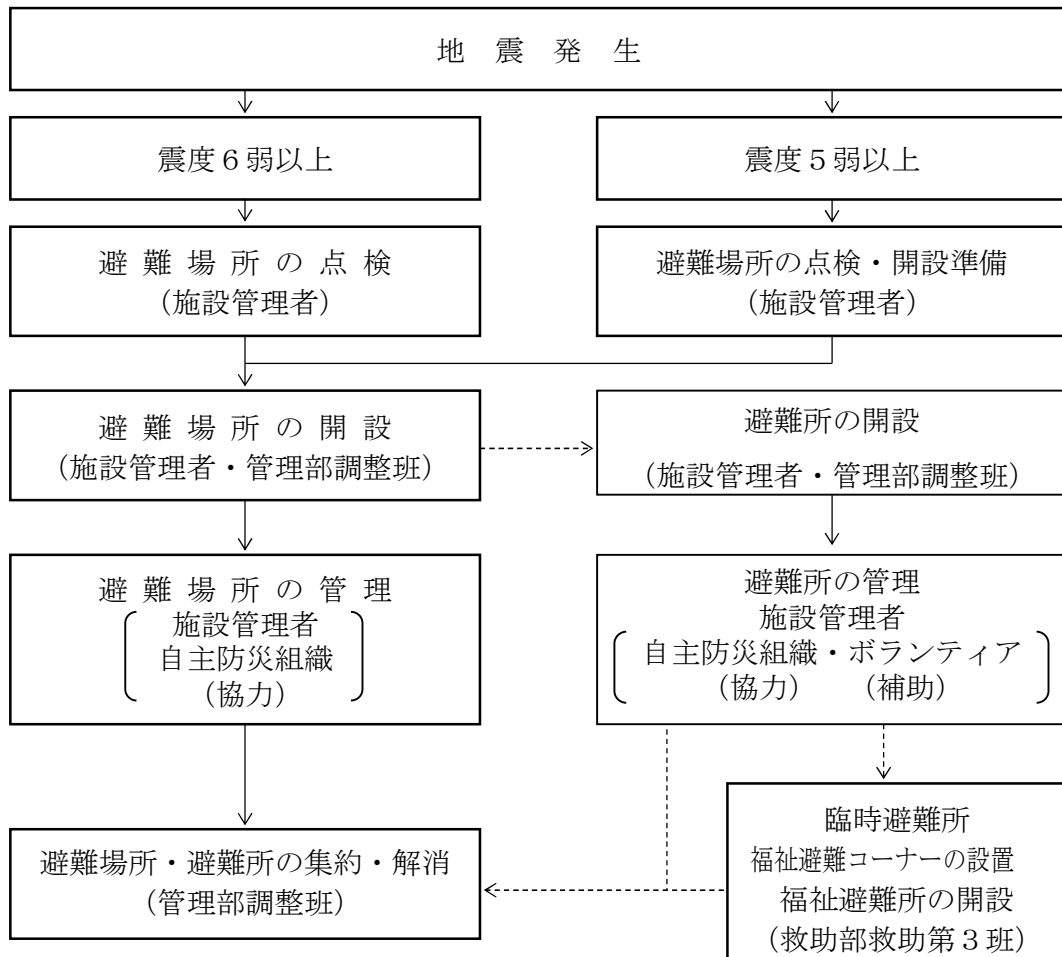 地　震　発　生
震度６弱以上
震度５弱以上
避 難 場 所 の 点 検
（施設管理者）
避難場所の点検・開設準備
（施設管理者）
避 難 場 所 の 開 設
（施設管理者・管理部調整班）
避難所の開設
（施設管理者・管理部調整班）
避 難 場 所 の 管 理
施設管理者
自主防災組織
（協力）
避難所の管理
施設管理者
自主防災組織・ボランティア
（協力）　　（補助）
避難場所・避難所の集約・解消
（管理部調整班）
臨時避難所
福祉避難コーナーの設置
福祉避難所の開設
（救助部救助第３班）